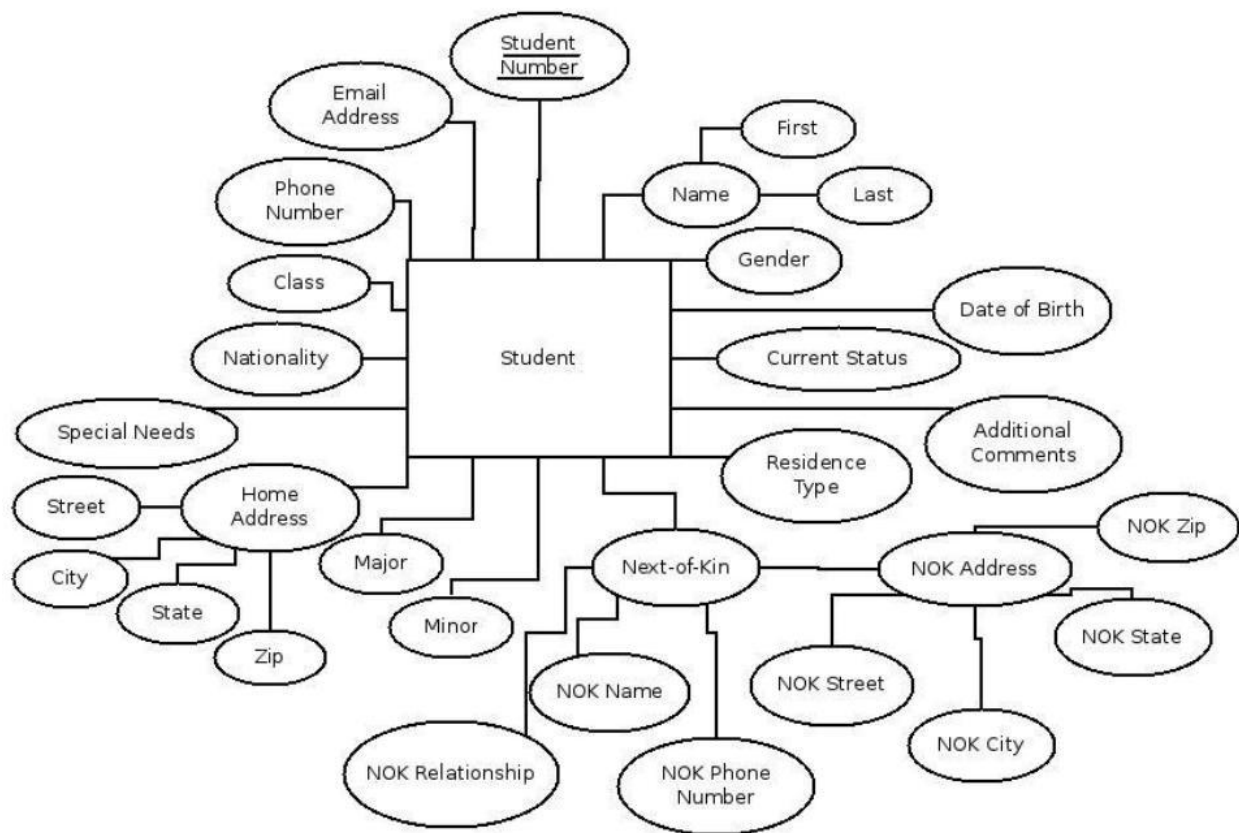 Student
Number
Email
Address
First
Phone
Number
Name
Last
Gender
Class
Date of Birth
Student
Nationality
Current Status
Special Needs
Additional
Comments
Residence
Type
Home
Address
Street
NOK Zip
Major
Next-of-Kin
NOK Address
City
State
Minor
NOK State
Zip
NOK Name
NOK Street
NOK City
NOK Relationship
NOK Phone
Number